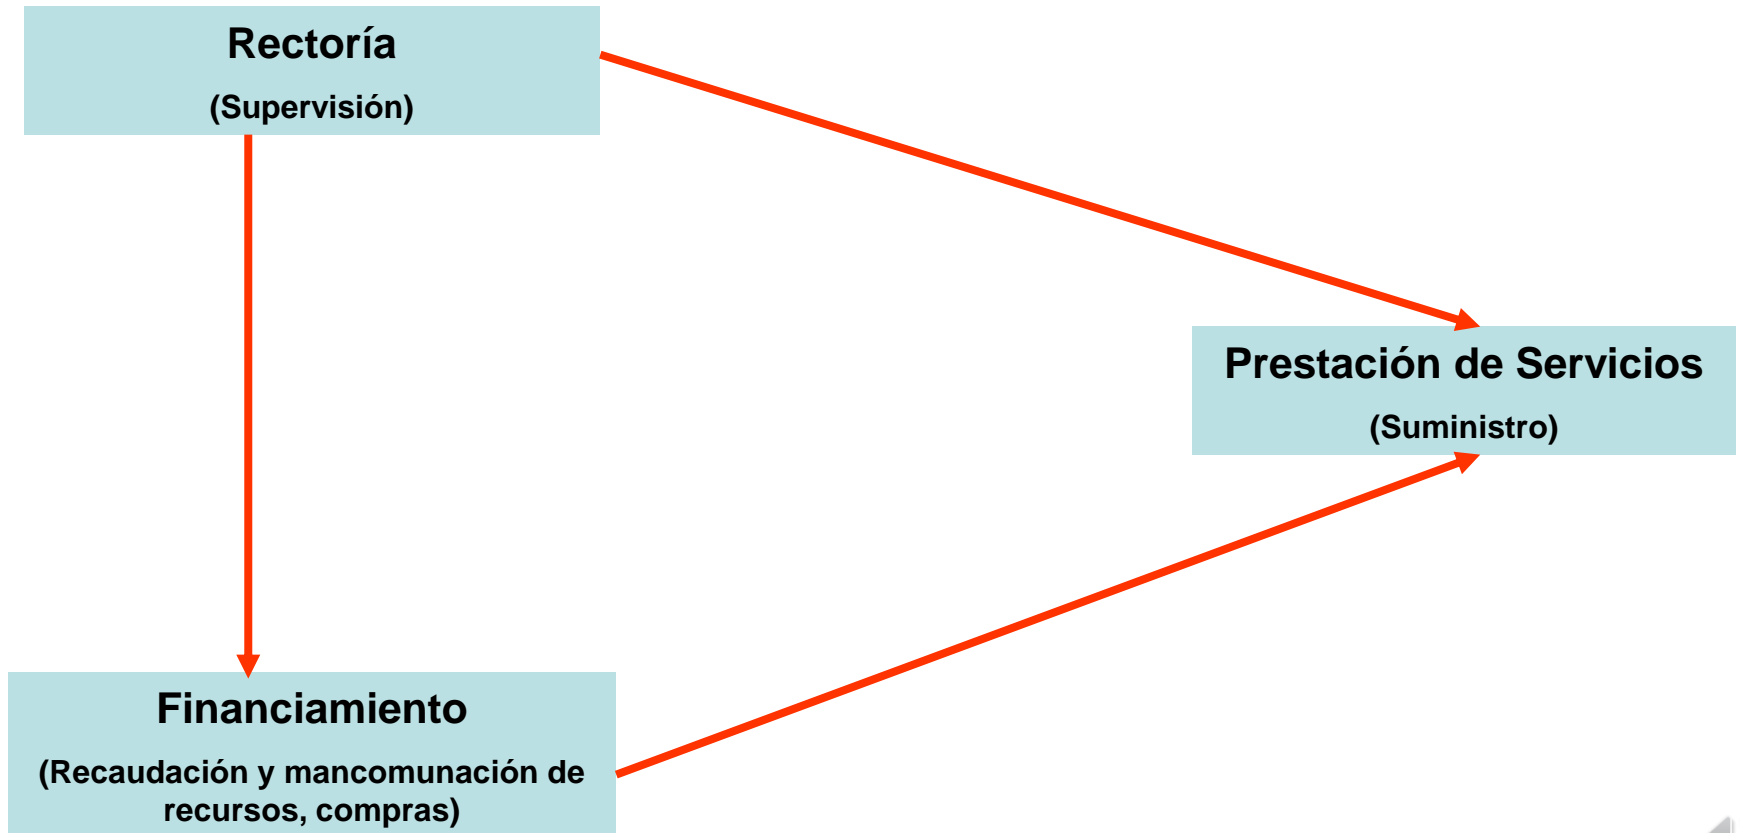 Rectoría
(Supervisión)
Prestación de Servicios
(Suministro)
Financiamiento
(Recaudación y mancomunación de
recursos, compras)